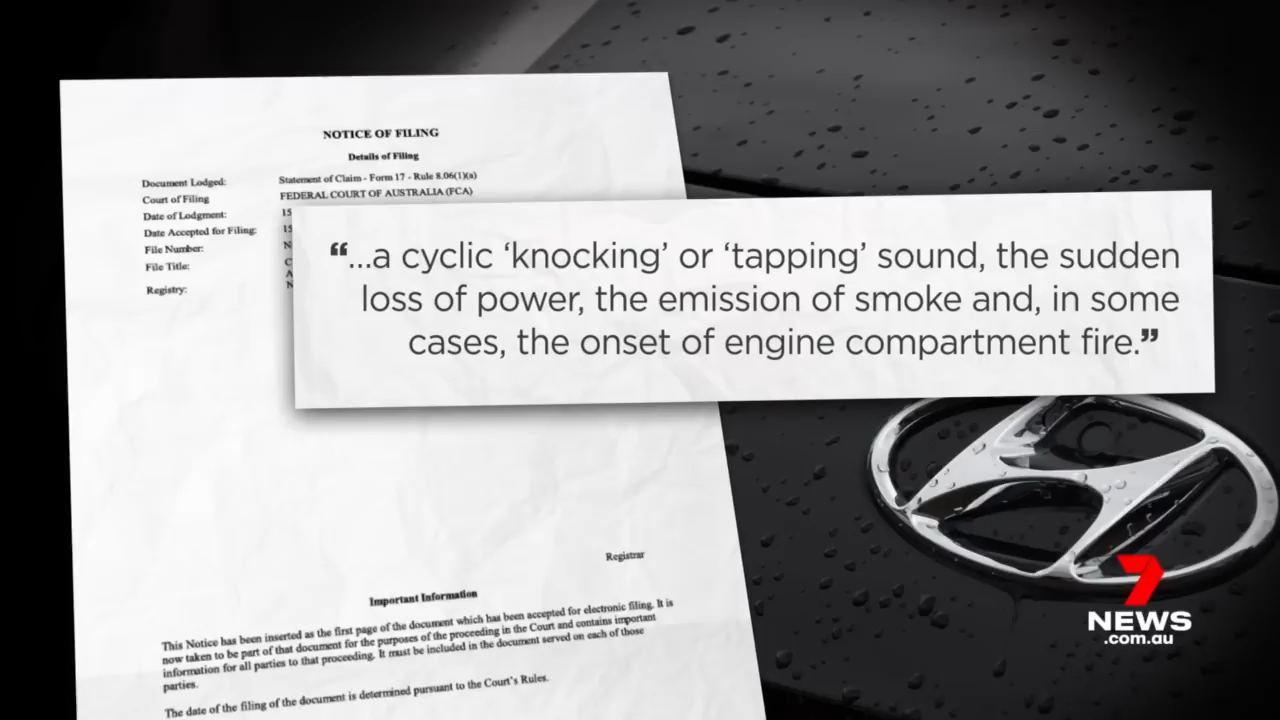 NOTICE OF FILING
Details of Filing
Document Lodged: Statement of Claim - Form 17 - Rule 8.06(1)(a)
Court of Filing FEDERAL COURT OF AUSTRALIA (FCA)
Date of Lodgment: 15
Date Accepted for Filing: 15
File Number: N
File Title: C
A
Registry: N
“...a cyclic ‘knocking’ or ‘tapping’ sound, the sudden
loss of power, the emission of smoke and, in some
cases, the onset of engine compartment fire.”
Registrar
Important Information
This Notice has been inserted as the first page of the document which has been accepted for electronic filing. It is
now taken to be part of that document for the purposes of the proceeding in the Court and contains important
information for all parties to that proceeding. It must be included in the document served on each of those
parties.
The date of the filing of the document is determined pursuant to the Court's Rules.
7
NEWS
.com.au